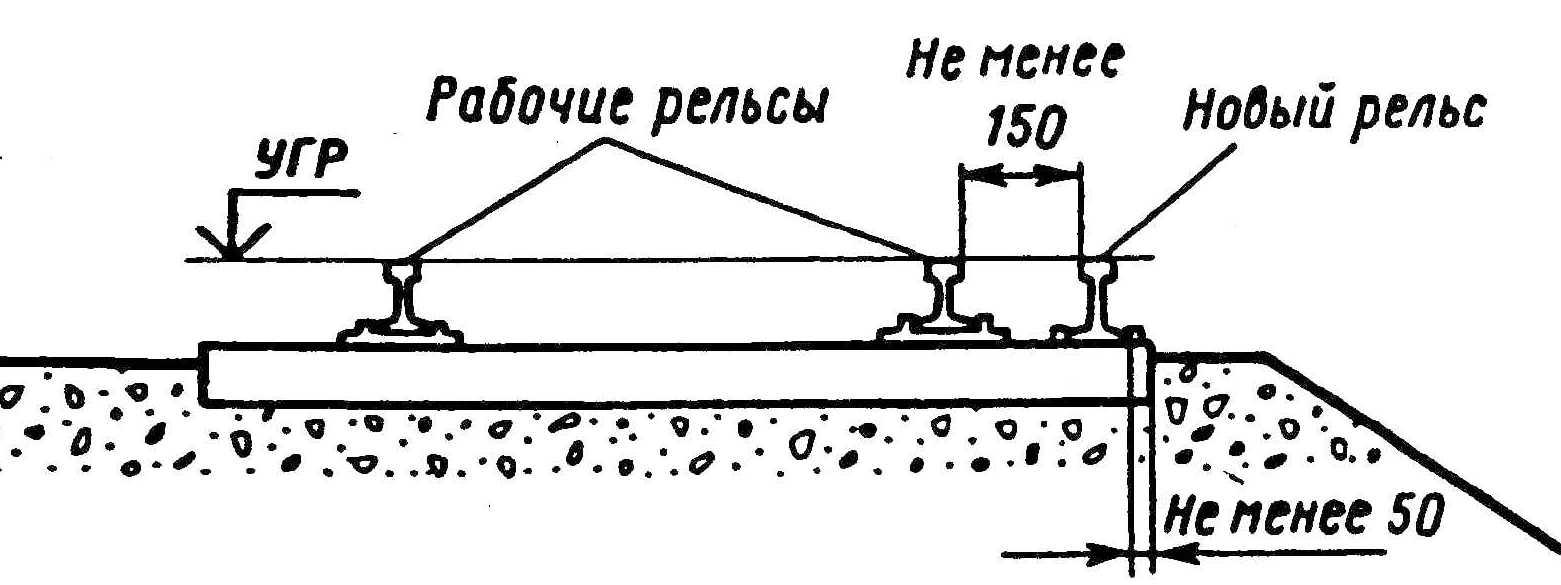 Не менее
150
Рабочие рельсы
Новый рельс
УГР
Не менее 50